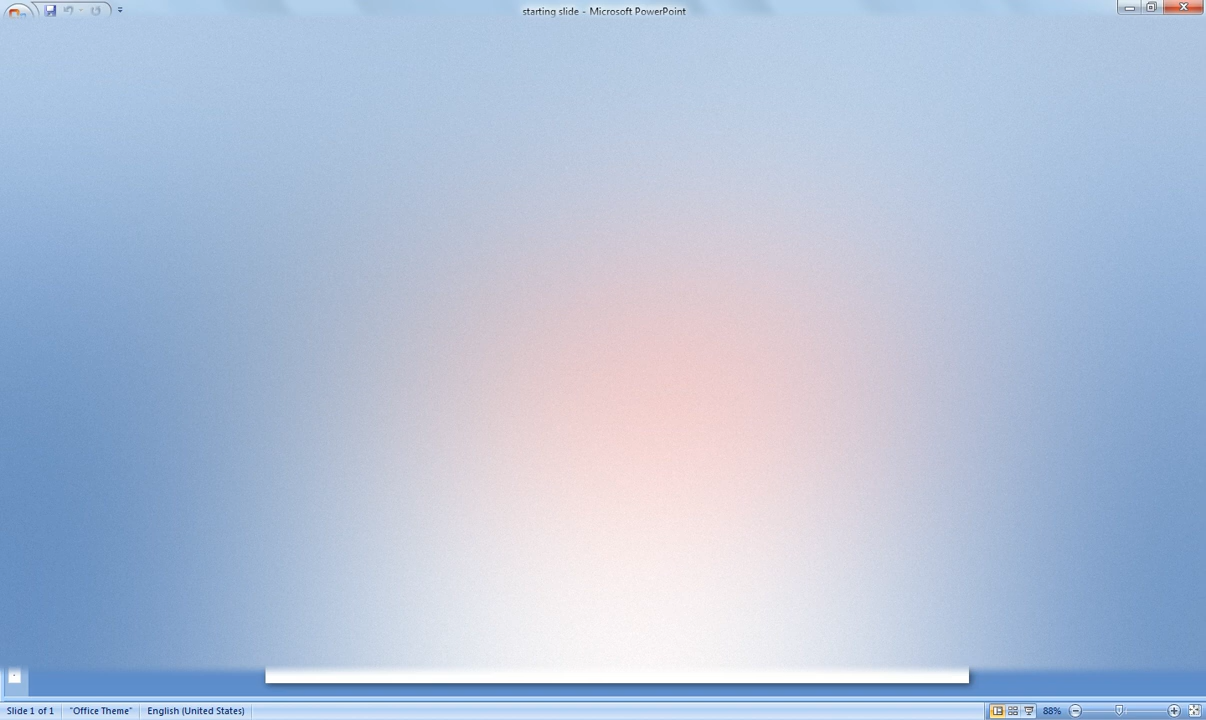 starting slide - Microsoft PowerPoint
Slide 1 of 1 "Office Theme" English (United States) 88%